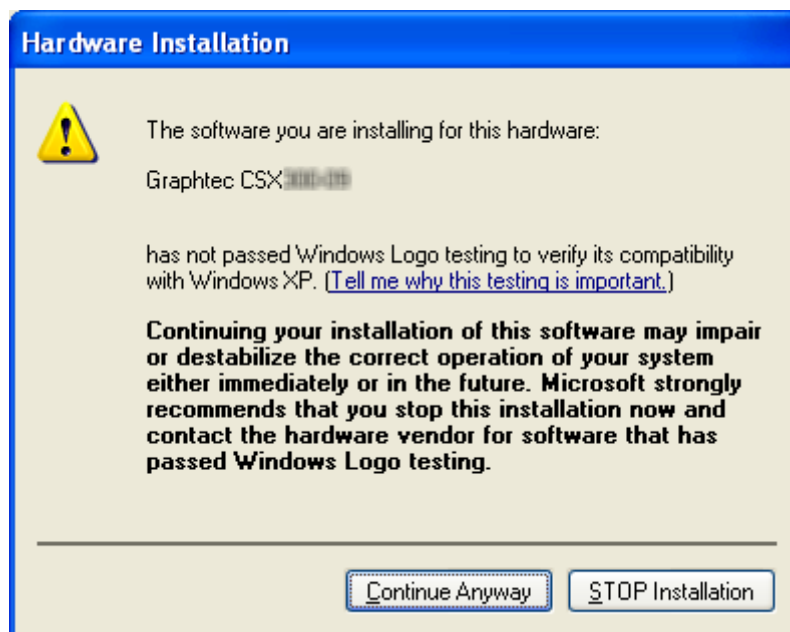 Hardware Installation
The software you are installing for this hardware:
Graphtec CSX
has not passed Windows Logo testing to verify its compatibility
with Windows XP. (Tell me why this testing is important.)
Continuing your installation of this software may impair
or destabilize the correct operation of your system
either immediately or in the future. Microsoft strongly
recommends that you stop this installation now and
contact the hardware vendor for software that has
passed Windows Logo testing.
Continue Anyway
STOP Installation